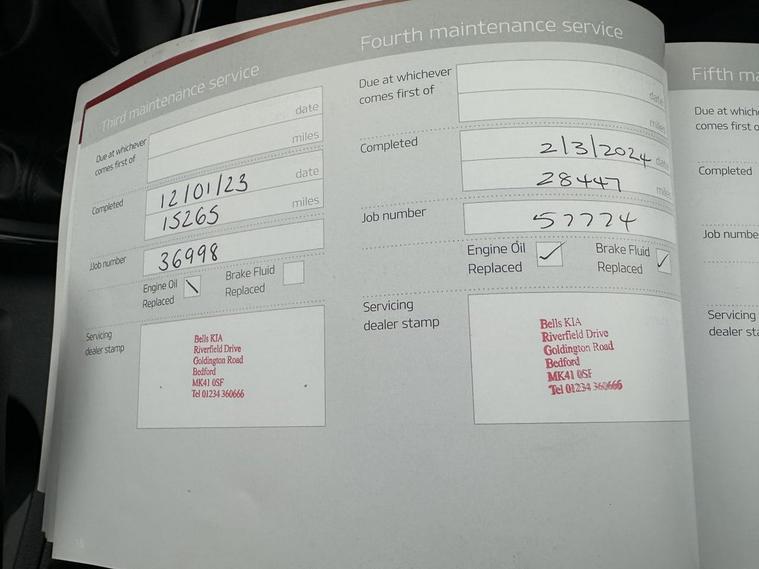 Third maintenance service
Due at whichever
comes first of
date
miles
Completed
12/01/23 date
15265 miles
Job number
36998
Engine Oil
Replaced
Brake Fluid
Replaced
Servicing
dealer stamp
Bells KIA
Riverfield Drive
Goldington Road
Bedford
MK41 0SF
Tel 01234 360666
Fourth maintenance service
Due at whichever
comes first of
date
miles
Completed
2/3/2024 date
28447 miles
Job number
57774
Engine Oil
Replaced
Brake Fluid
Replaced
Servicing
dealer stamp
Bells KIA
Riverfield Drive
Goldington Road
Bedford
MK41 0SF
Tel 01234 360666
Fifth ma
Due at which
comes first o
Completed
Job numbe
Servicing
dealer sta